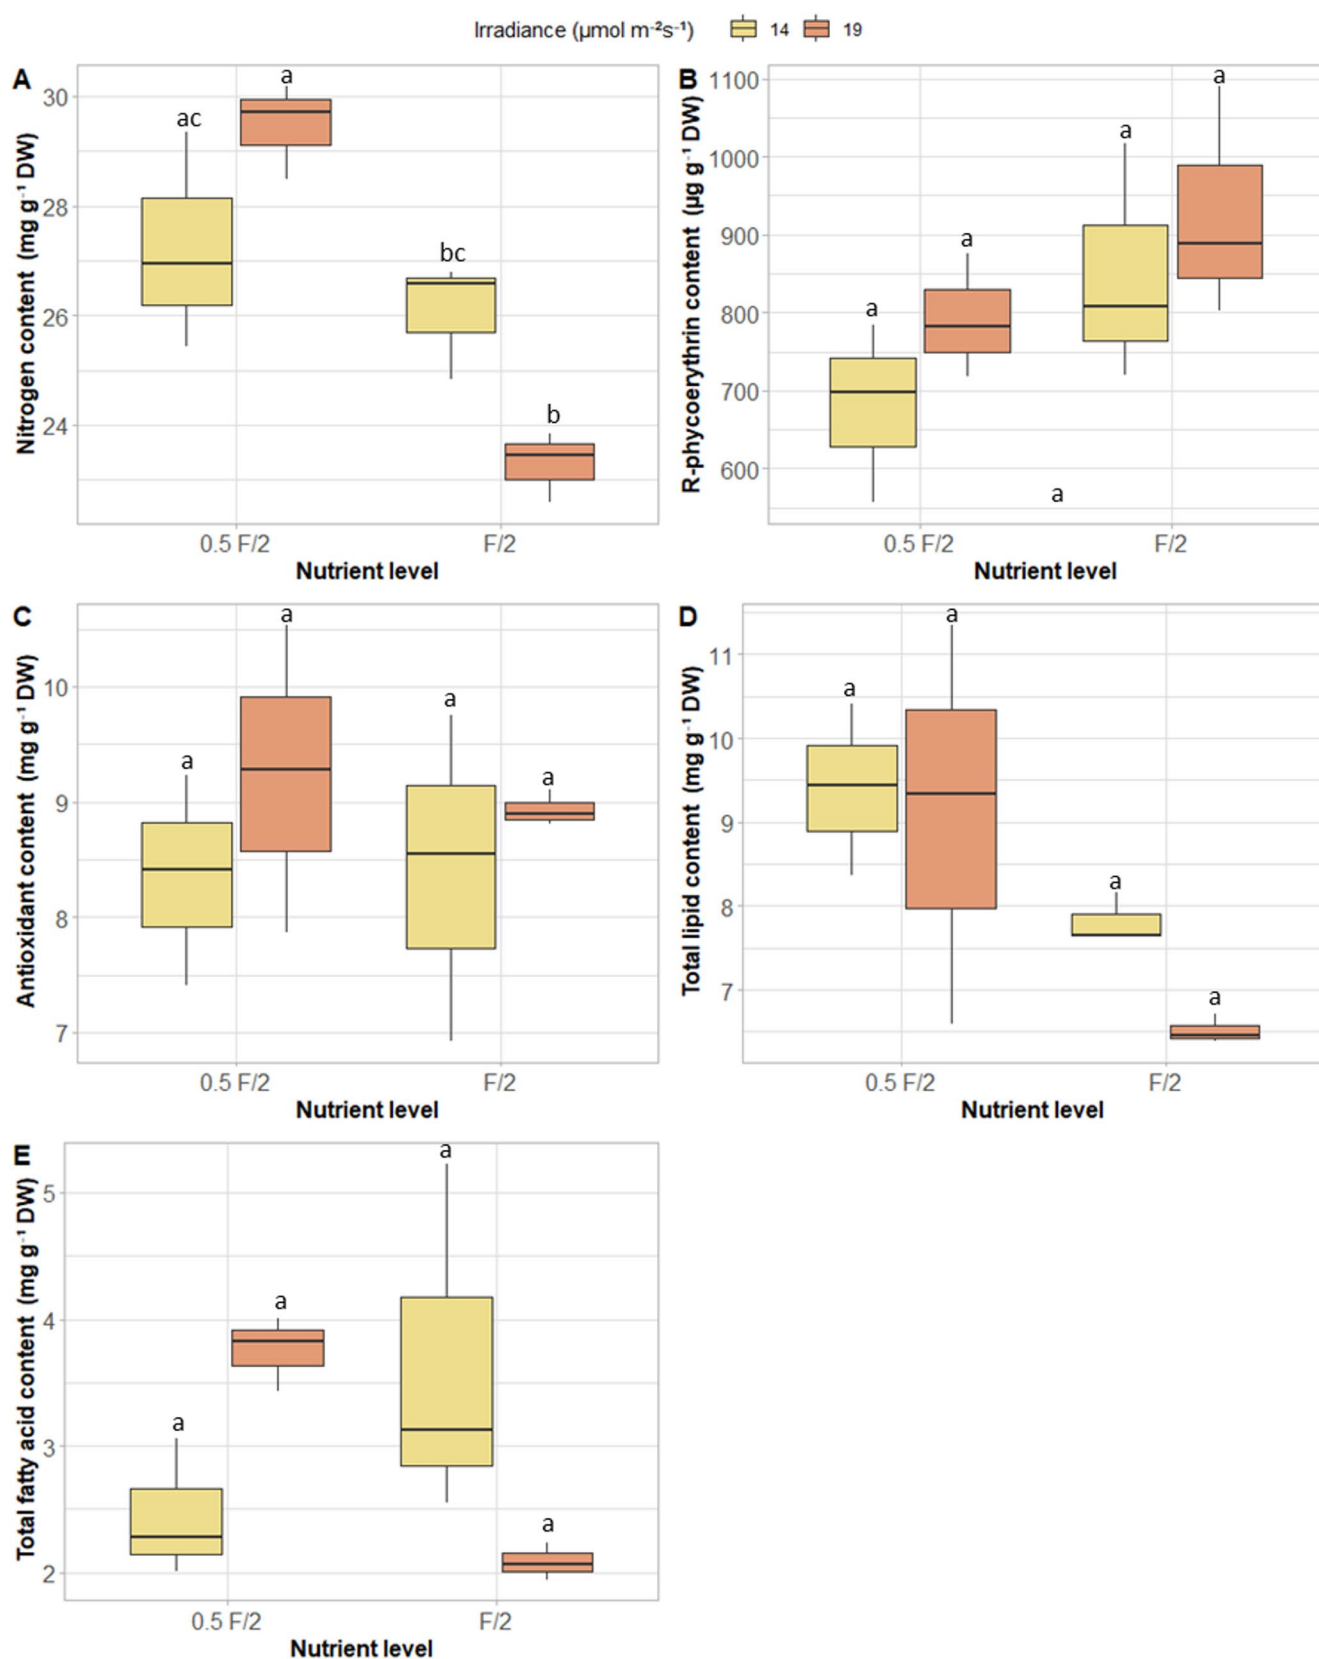 Irradiance (µmol m⁻²s⁻¹) 14 19
A
Nitrogen content (mg g⁻¹ DW)
30
28
26
24
ac
a
bc
b
0.5 F/2
F/2
Nutrient level
B
R-phycoerythrin content (µg g⁻¹ DW)
1100
1000
900
800
700
600
a
a
a
a
a
0.5 F/2
F/2
Nutrient level
C
Antioxidant content (mg g⁻¹ DW)
10
9
8
7
a
a
a
a
0.5 F/2
F/2
Nutrient level
D
Total lipid content (mg g⁻¹ DW)
11
10
9
8
7
a
a
a
a
0.5 F/2
F/2
Nutrient level
E
Total fatty acid content (mg g⁻¹ DW)
5
4
3
2
a
a
a
a
0.5 F/2
F/2
Nutrient level